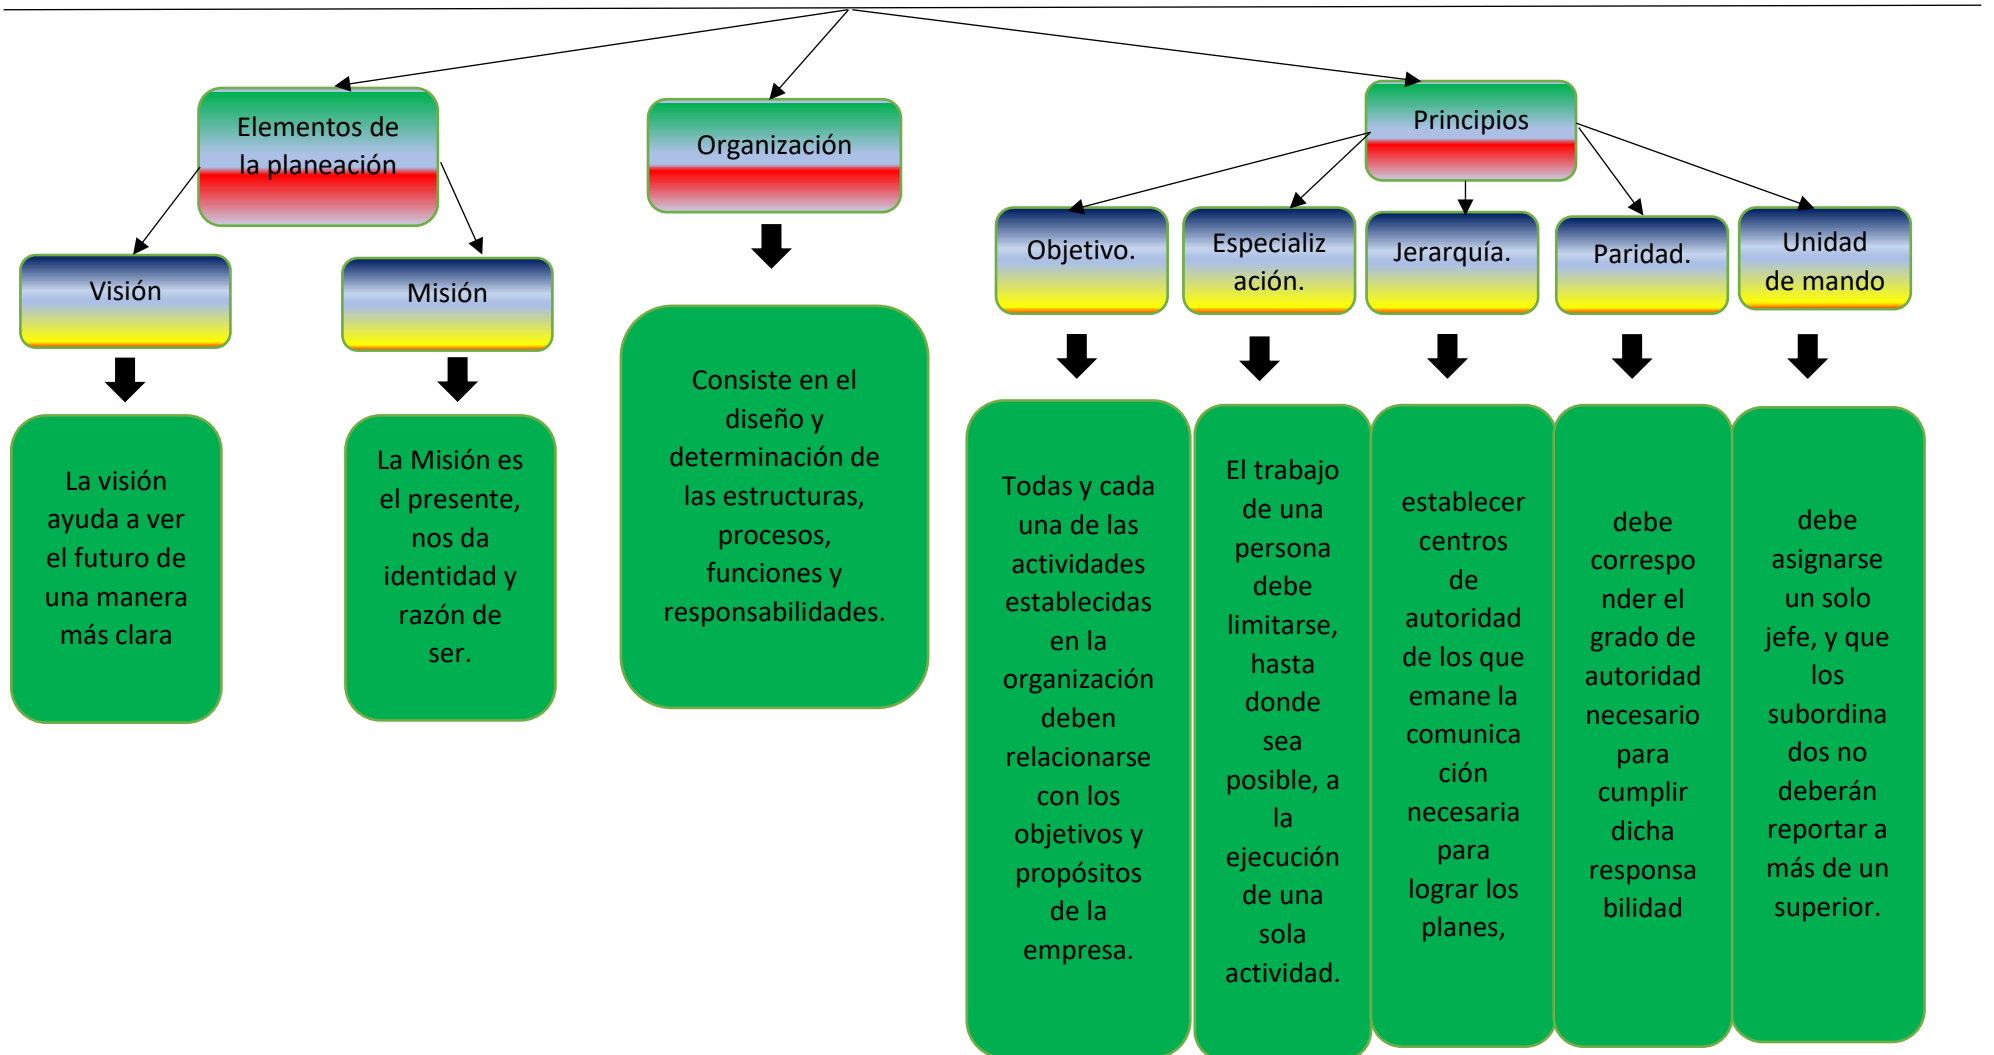 Elementos de
la planeación
Organización
Principios
Visión
Misión
Objetivo.
Especializ
ación.
Jerarquía.
Paridad.
Unidad
de mando
La visión
ayuda a ver
el futuro de
una manera
más clara
La Misión es
el presente,
nos da
identidad y
razón de
ser.
Consiste en el
diseño y
determinación de
las estructuras,
procesos,
funciones y
responsabilidades.
Todas y cada
una de las
actividades
establecidas
en la
organización
deben
relacionarse
con los
objetivos y
propósitos
de la
empresa.
El trabajo
de una
persona
debe
limitarse,
hasta
donde
sea
posible, a
la
ejecución
de una
sola
actividad.
establecer
centros
de
autoridad
de los que
emane la
comunica
ción
necesaria
para
lograr los
planes,
debe
correspo
nder el
grado de
autoridad
necesario
para
cumplir
dicha
responsa
bilidad
debe
asignarse
un solo
jefe, y que
los
subordina
dos no
deberán
reportar a
más de un
superior.